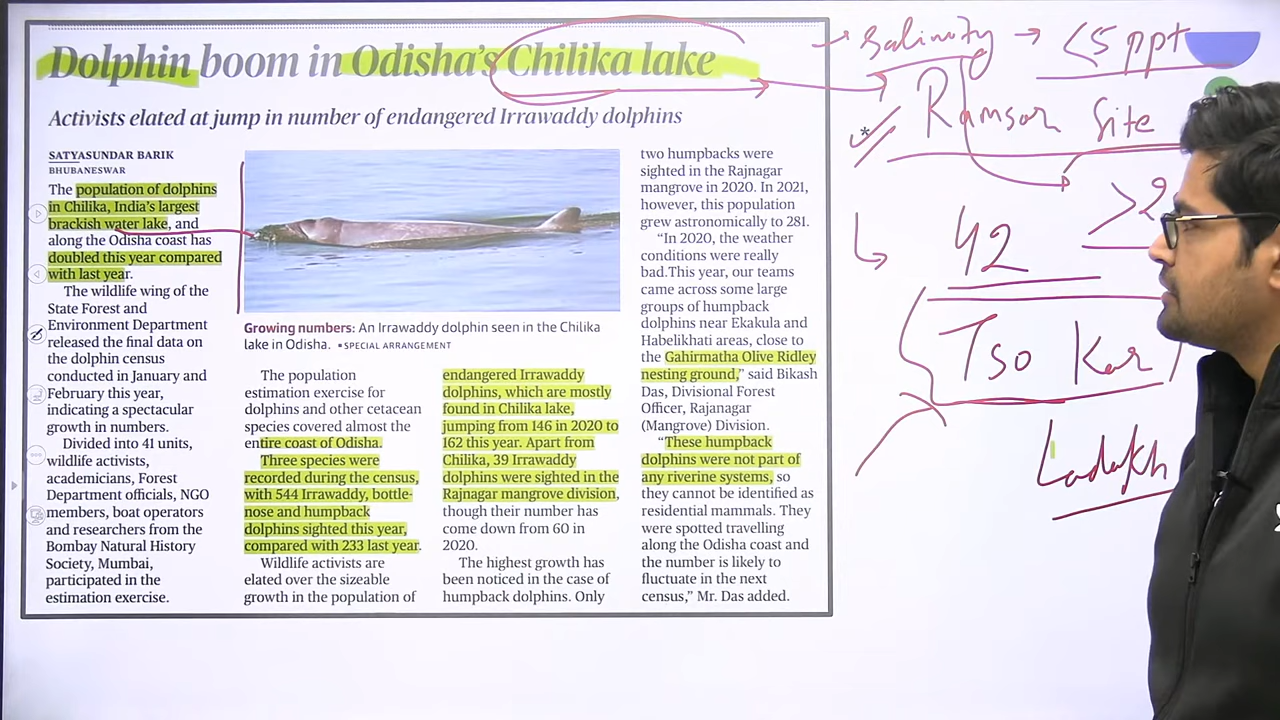 Dolphin boom in Odisha's Chilika lake
Activists elated at jump in number of endangered Irrawaddy dolphins
SATYASUNDAR BARIK
BHUBANESWAR
The population of dolphins
in Chilika, India's largest
brackish water lake, and
along the Odisha coast has
doubled this year compared
with last year.
The wildlife wing of the
State Forest and
Environment Department
released the final data on
the dolphin census
conducted in January and
February this year,
indicating a spectacular
growth in numbers.
Divided into 41 units,
wildlife activists,
academicians, Forest
Department officials, NGO
members, boat operators
and researchers from the
Bombay Natural History
Society, Mumbai,
participated in the
estimation exercise.
Growing numbers: An Irrawaddy dolphin seen in the Chilika
lake in Odisha. ▪SPECIAL ARRANGEMENT
The population
estimation exercise for
dolphins and other cetacean
species covered almost the
entire coast of Odisha.
Three species were
recorded during the census,
with 544 Irrawaddy, bottle-
nose and humpback
dolphins sighted this year,
compared with 233 last year.
Wildlife activists are
elated over the sizeable
growth in the population of
endangered Irrawaddy
dolphins, which are mostly
found in Chilika lake,
jumping from 146 in 2020 to
162 this year. Apart from
Chilika, 39 Irrawaddy
dolphins were sighted in the
Rajnagar mangrove division,
though their number has
come down from 60 in
2020.
The highest growth has
been noticed in the case of
humpback dolphins. Only
two humpbacks were
sighted in the Rajnagar
mangrove in 2020. In 2021,
however, this population
grew astronomically to 281.
"In 2020, the weather
conditions were really
bad.This year, our teams
came across some large
groups of humpback
dolphins near Ekakula and
Habelikhati areas, close to
the Gahirmatha Olive Ridley
nesting ground," said Bikash
Das, Divisional Forest
Officer, Rajanagar
(Mangrove) Division.
"These humpback
dolphins were not part of
any riverine systems, so
they cannot be identified as
residential mammals. They
were spotted travelling
along the Odisha coast and
the number is likely to
fluctuate in the next
census," Mr. Das added.
→ Salinity → <5 ppt
* Ramsar Site
42 >2
Tso Kar
Ladakh